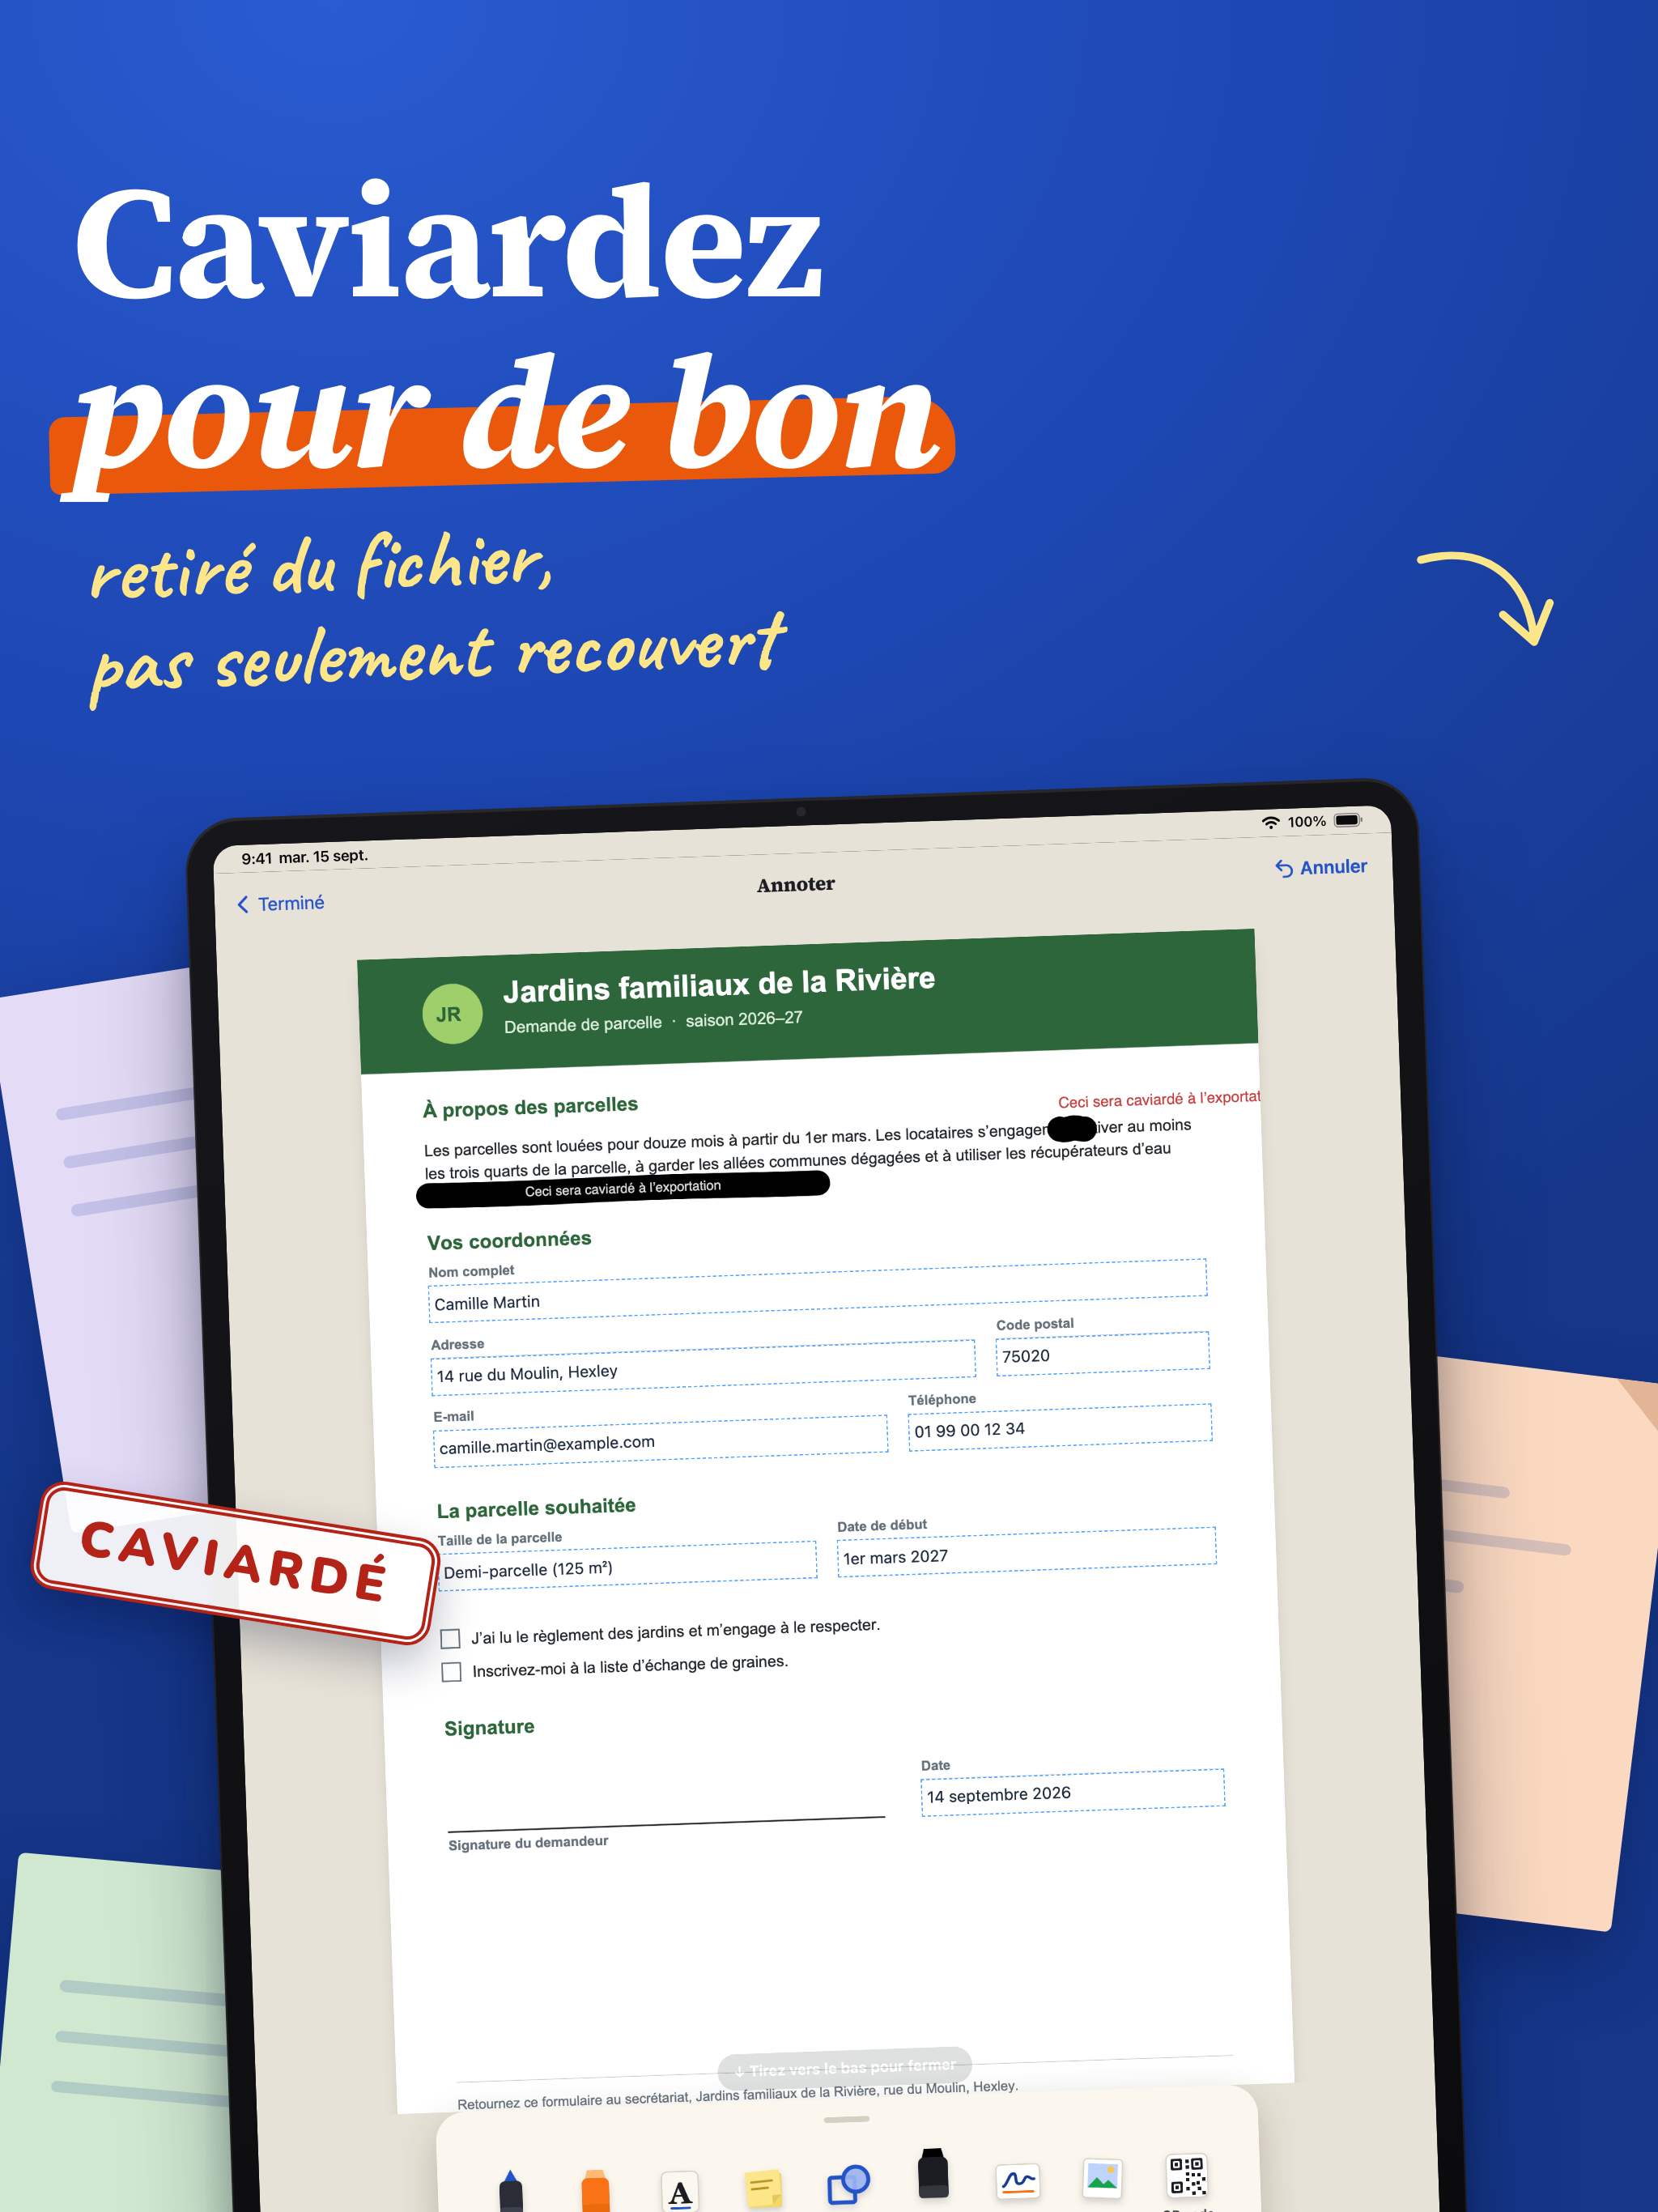 Caviardez
pour de bon
retiré du fichier,
pas seulement recouvert
9:41 mar. 15 sept.
100%
Terminé
Annoter
Annuler
JR
Jardins familiaux de la Rivière
Demande de parcelle · saison 2026–27
À propos des parcelles
Ceci sera caviardé à l'exportat
Les parcelles sont louées pour douze mois à partir du 1er mars. Les locataires s'engagen iver au moins
les trois quarts de la parcelle, à garder les allées communes dégagées et à utiliser les récupérateurs d'eau
Ceci sera caviardé à l'exportation
Vos coordonnées
Nom complet
Camille Martin
Adresse
Code postal
14 rue du Moulin, Hexley
75020
E-mail
Téléphone
camille.martin@example.com
01 99 00 12 34
CAVIARDÉ
La parcelle souhaitée
Taille de la parcelle
Date de début
Demi-parcelle (125 m²)
1er mars 2027
J'ai lu le règlement des jardins et m'engage à le respecter.
Inscrivez-moi à la liste d'échange de graines.
Signature
Date
14 septembre 2026
Signature du demandeur
↓ Tirez vers le bas pour fermer
Retournez ce formulaire au secrétariat, Jardins familiaux de la Rivière, rue du Moulin, Hexley.
A